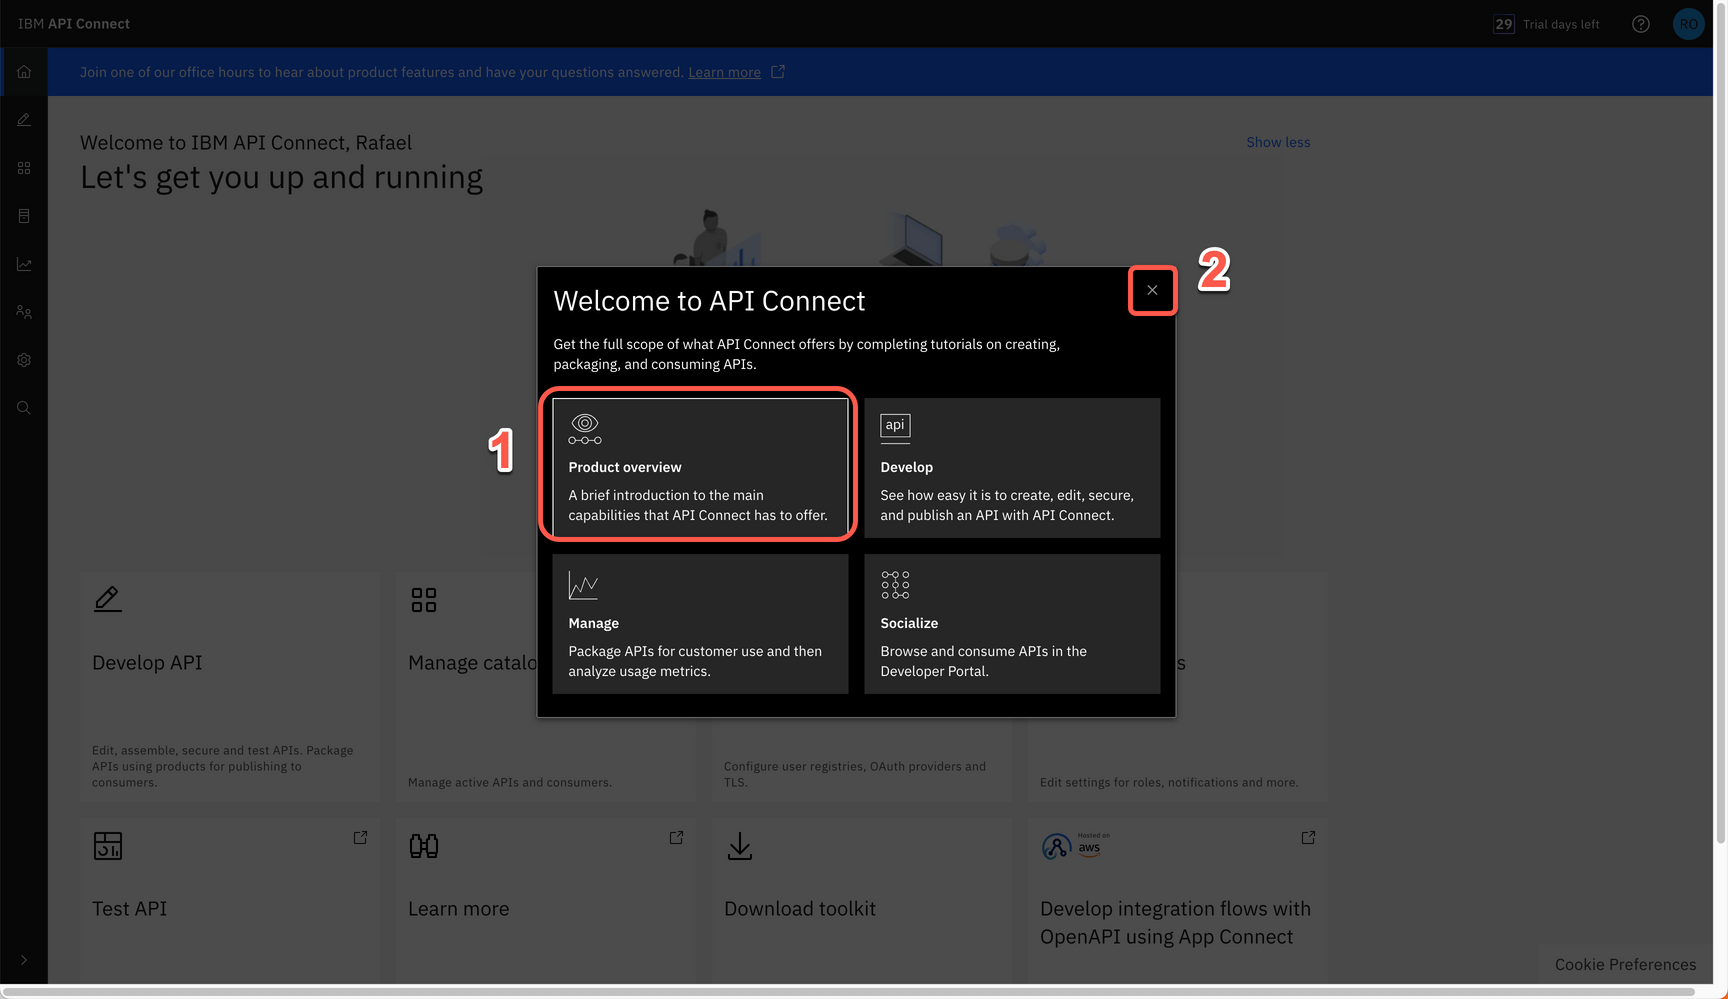 IBM API Connect
29 Trial days left
RO
Join one of our office hours to hear about product features and have your questions answered. Learn more
Welcome to IBM API Connect, Rafael
Show less
Let's get you up and running
2
Welcome to API Connect
Get the full scope of what API Connect offers by completing tutorials on creating,
packaging, and consuming APIs.
1
Product overview
A brief introduction to the main
capabilities that API Connect has to offer.
api
Develop
See how easy it is to create, edit, secure,
and publish an API with API Connect.
Manage
Package APIs for customer use and then
analyze usage metrics.
Socialize
Browse and consume APIs in the
Developer Portal.
Develop API
Edit, assemble, secure and test APIs. Package
APIs using products for publishing to
consumers.
Manage catalo
Manage active APIs and consumers.
Configure user registries, OAuth providers and
TLS.
s
Edit settings for roles, notifications and more.
Test API
Learn more
Download toolkit
Hosted on
aws
Develop integration flows with
OpenAPI using App Connect
Cookie Preferences